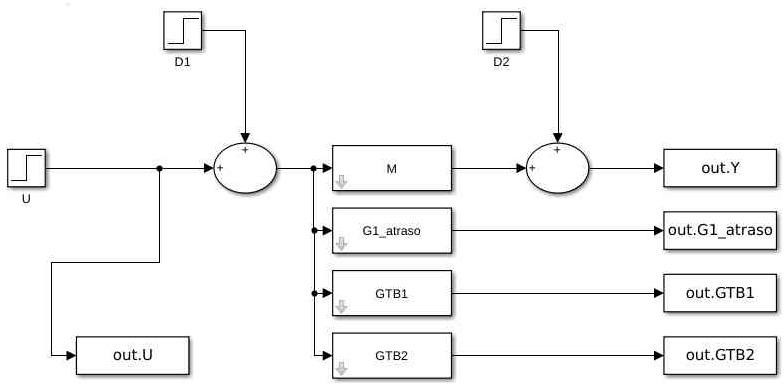 D1
D2
U
+
+
+
+
M
out.Y
G1_atraso
out.G1_atraso
GTB1
out.GTB1
GTB2
out.GTB2
out.U